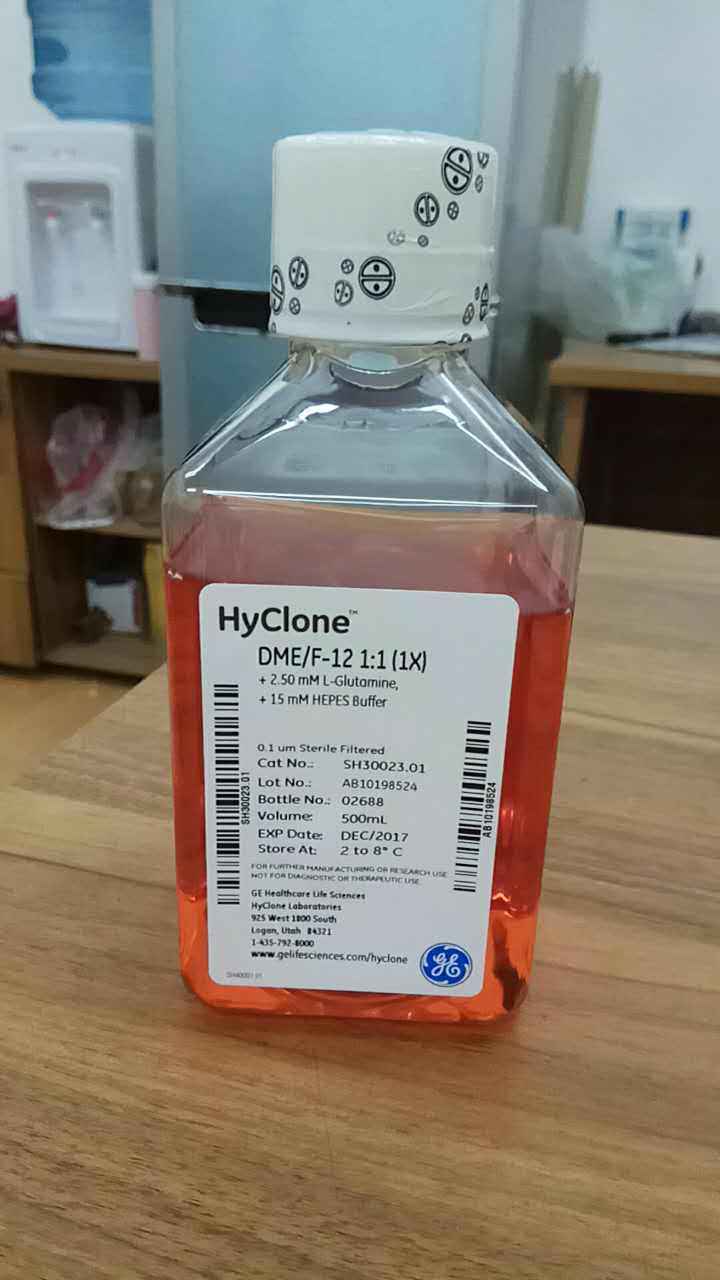 HyClone™
DME/F-12 1:1 (1X)
+ 2.50 mM L-Glutamine,
+ 15 mM HEPES Buffer
0.1 um Sterile Filtered
Cat No.: SH30023.01
Lot No.: AB10198524
Bottle No.: 02688
Volume: 500mL
EXP Date: DEC/2017
Store At: 2 to 8° C
FOR FURTHER MANUFACTURING OR RESEARCH USE
NOT FOR DIAGNOSTIC OR THERAPEUTIC USE
GE Healthcare Life Sciences
HyClone Laboratories
925 West 1800 South
Logan, Utah 84321
1-435-792-8000
www.gelifesciences.com/hyclone
GE
SH30023.01
AB10198524